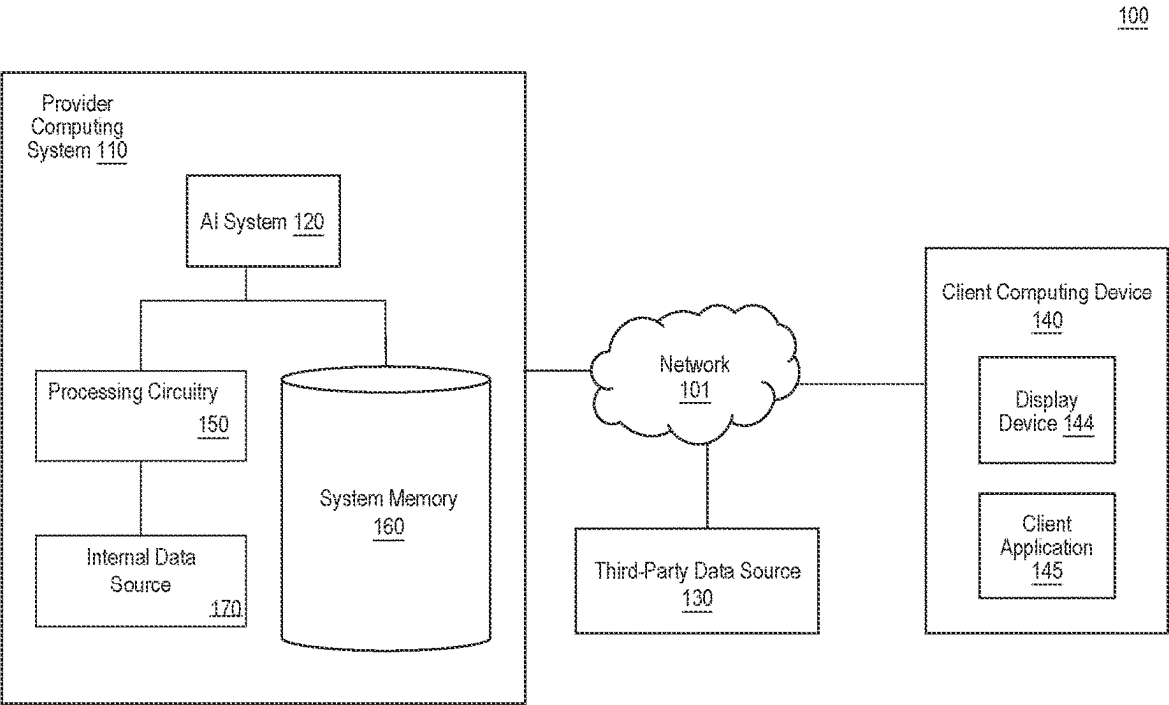 100
Provider
Computing
System 110
AI System 120
Processing Circuitry
150
Internal Data
Source
170
System Memory
160
Network
101
Third-Party Data Source
130
Client Computing Device
140
Display
Device 144
Client
Application
145